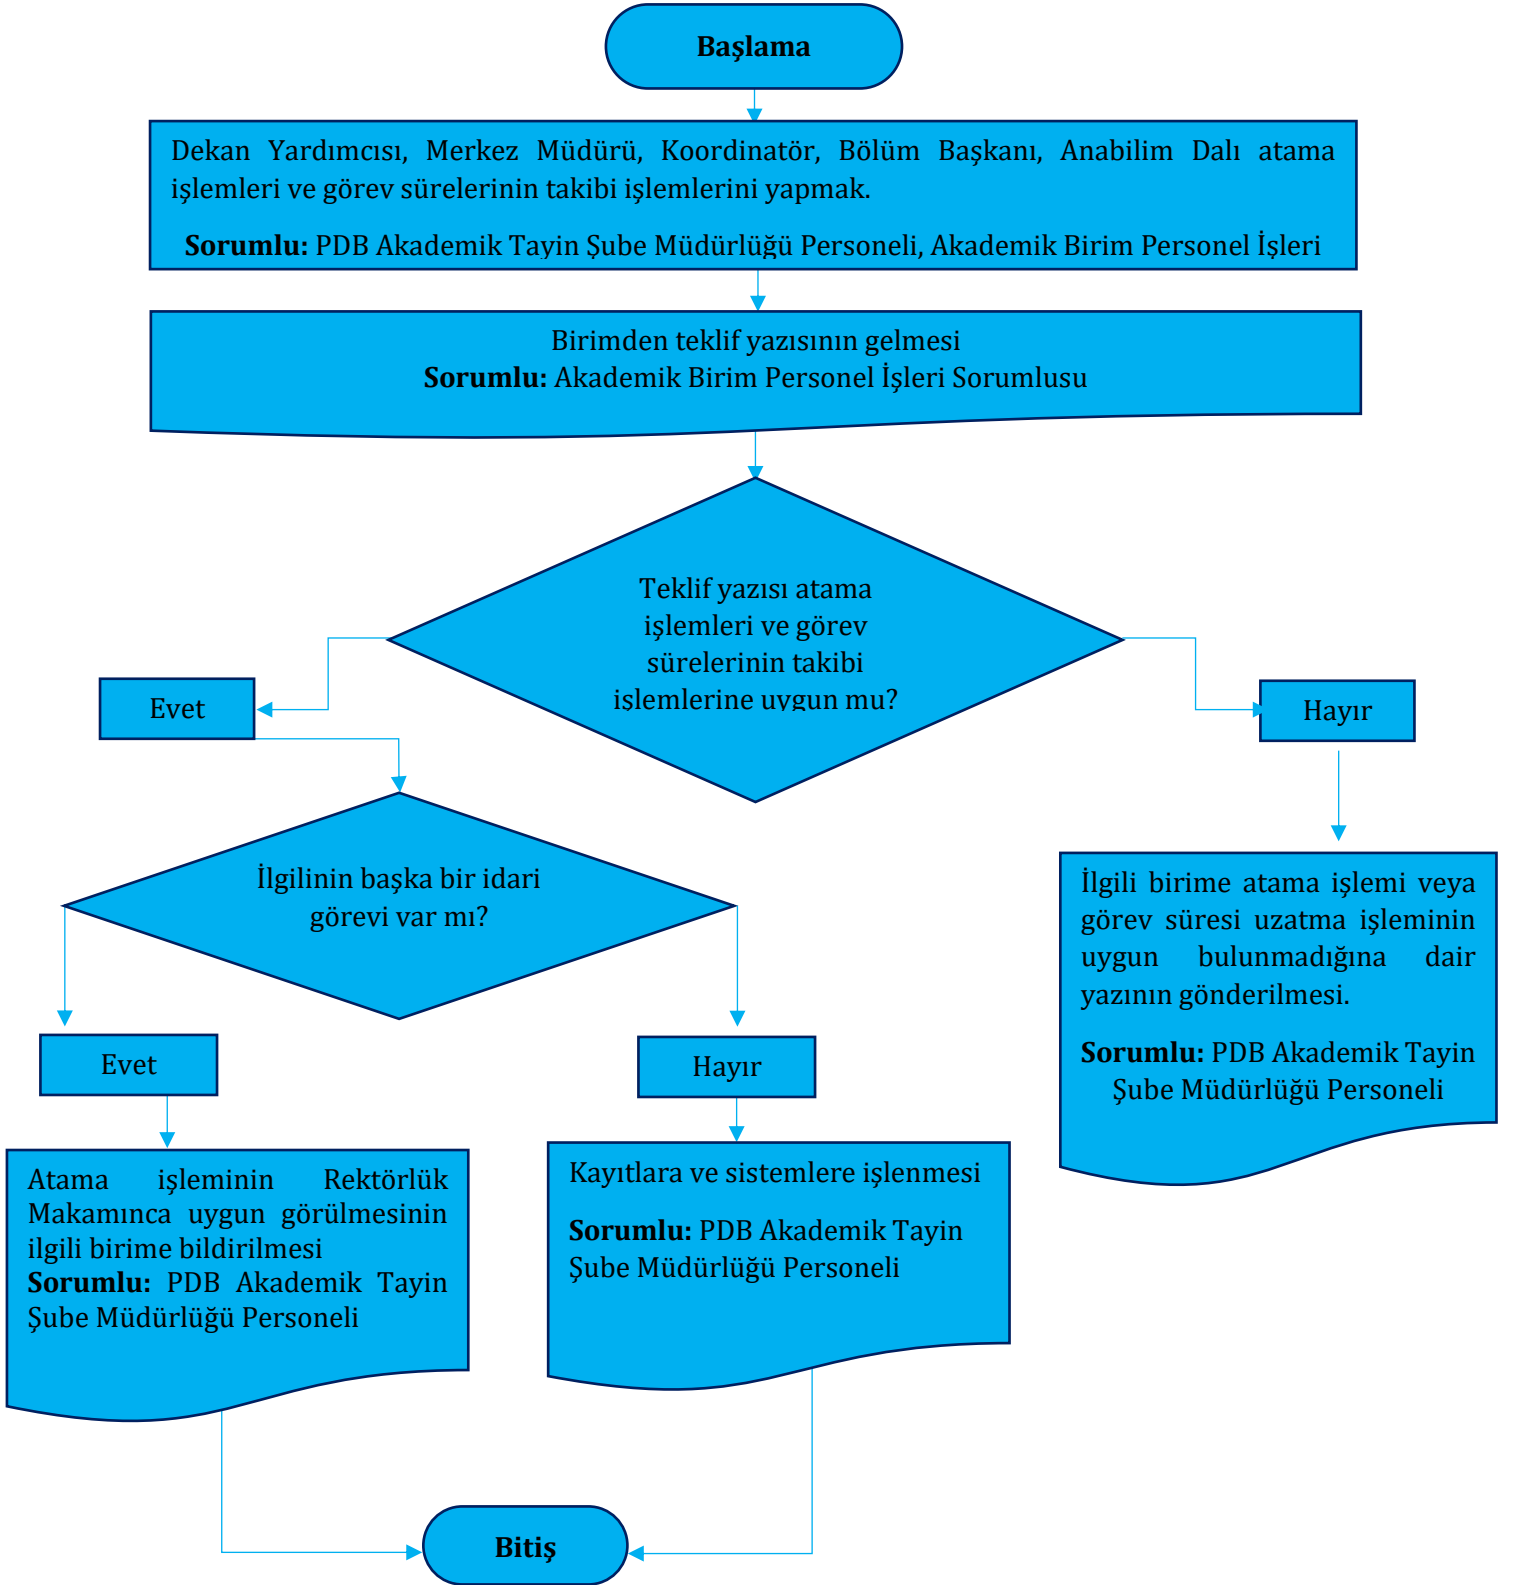 Başlama
Dekan Yardımcısı, Merkez Müdürü, Koordinatör, Bölüm Başkanı, Anabilim Dalı atama
işlemleri ve görev sürelerinin takibi işlemlerini yapmak.
Sorumlu: PDB Akademik Tayin Şube Müdürlüğü Personeli, Akademik Birim Personel İşleri
Birimden teklif yazısının gelmesi
Sorumlu: Akademik Birim Personel İşleri Sorumlusu
Teklif yazısı atama
işlemleri ve görev
sürelerinin takibi
işlemlerine uygun mu?
Evet
Hayır
İlgilinin başka bir idari
görevi var mı?
İlgili birime atama işlemi veya
görev süresi uzatma işleminin
uygun bulunmadığına dair
yazının gönderilmesi.
Sorumlu: PDB Akademik Tayin
Şube Müdürlüğü Personeli
Evet
Hayır
Atama işleminin Rektörlük
Makamınca uygun görülmesinin
ilgili birime bildirilmesi
Sorumlu: PDB Akademik Tayin
Şube Müdürlüğü Personeli
Kayıtlara ve sistemlere işlenmesi
Sorumlu: PDB Akademik Tayin
Şube Müdürlüğü Personeli
Bitiş